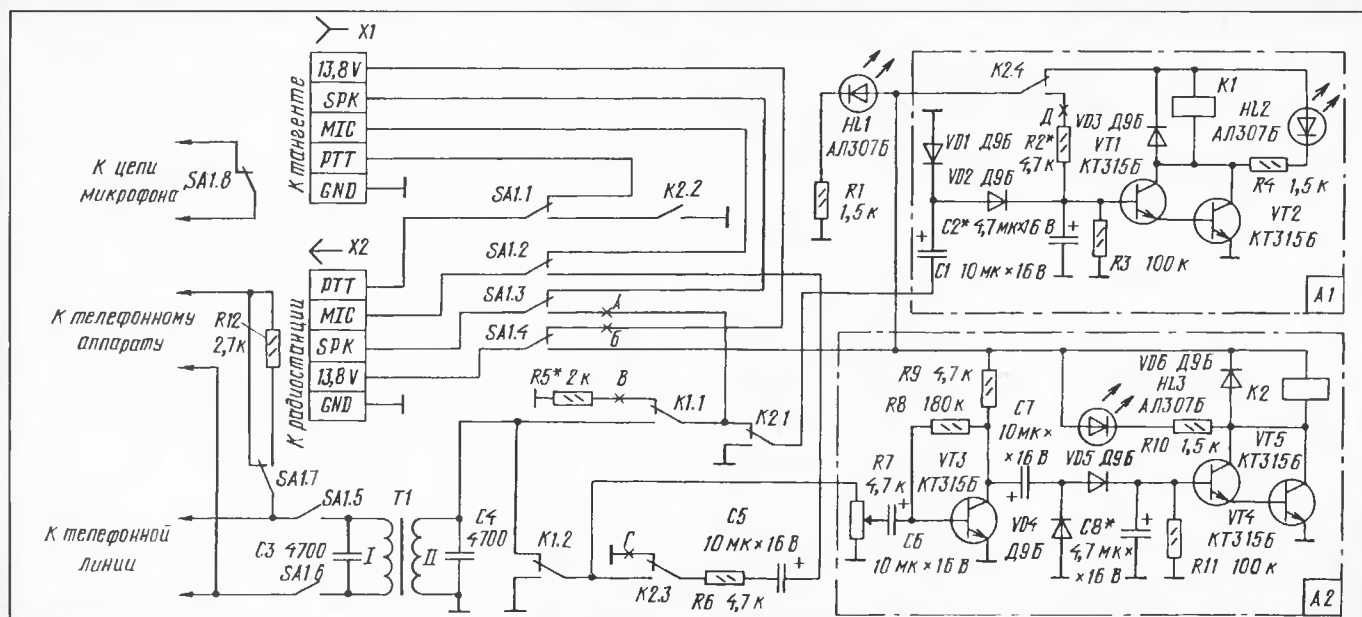 X1
К тангенте
13,8V
SPK
MIC
PTT
GND
К цепи
микрофона
SA1.8
X2
К радиостанции
PTT
MIC
SPK
13,8V
GND
К телефонному
аппарату
R12
2,7к
SA1.7
К телефонной
линии
SA1.5
C3 4700
SA1.6
I
T1
II
C4
4700
SA1.1
K2.2
SA1.2
SA1.3
А
SA1.4
Б
R5* 2к
В
K1.1
K2.1
K1.2
С
K2.3
R6 4,7к
C5
10мк×16В
HL1
АЛ307Б
R1
1,5к
K2.4
Д
R2*
4,7к
VD1 Д9Б
VD2 Д9Б
C2* 4,7мк×16В
+
C1 10мк×16В
+
R3 100к
VD3 Д9Б
VT1
КТ315Б
K1
HL2
АЛ307Б
R4 1,5к
VT2
КТ315Б
A1
R9 4,7к
R8 180к
R7
4,7к
VT3
КТ315Б
C6
10мк×16В
C7
10мк×
×16В
+
VD4
Д9Б
VD5 Д9Б
C8*
4,7мк×
×16В
+
VD6 Д9Б
HL3
АЛ307Б
R10 1,5к
K2
VT5
КТ315Б
VT4
КТ315Б
R11 100к
A2